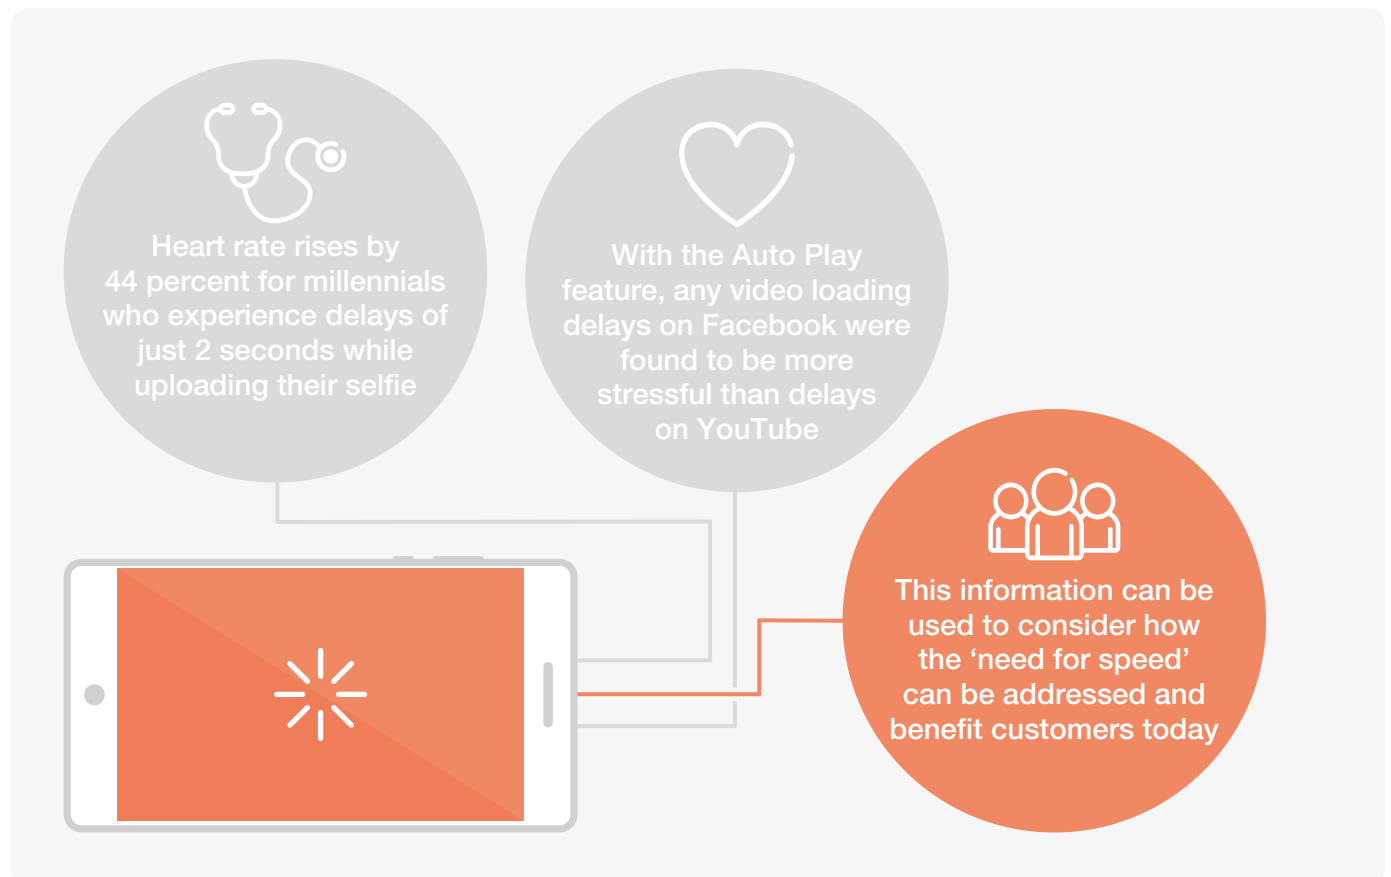 Heart rate rises by
44 percent for millennials
who experience delays of
just 2 seconds while
uploading their selfie
With the Auto Play
feature, any video loading
delays on Facebook were
found to be more
stressful than delays
on YouTube
This information can be
used to consider how
the ‘need for speed’
can be addressed and
benefit customers today